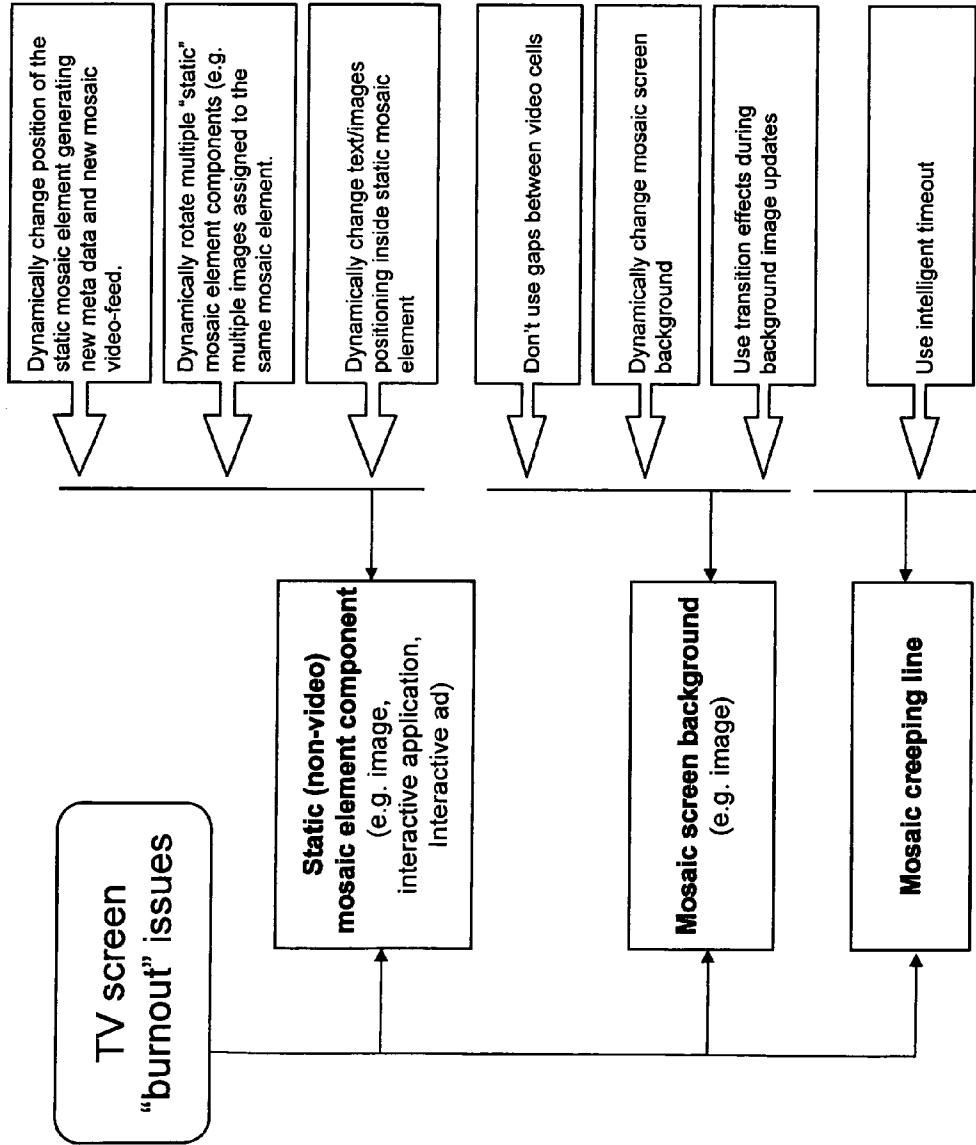 TV screen
“burnout” issues
Static (non-video)
mosaic element component
(e.g. image,
interactive application,
Interactive ad)
Dynamically change position of the
static mosaic element generating
new meta data and new mosaic
video-feed.
Dynamically rotate multiple “static”
mosaic element components (e.g.
multiple images assigned to the
same mosaic element.
Dynamically change text/images
positioning inside static mosaic
element
Mosaic screen background
(e.g. image)
Don't use gaps between video cells
Dynamically change mosaic screen
background
Use transition effects during
background image updates
Mosaic creeping line
Use intelligent timeout